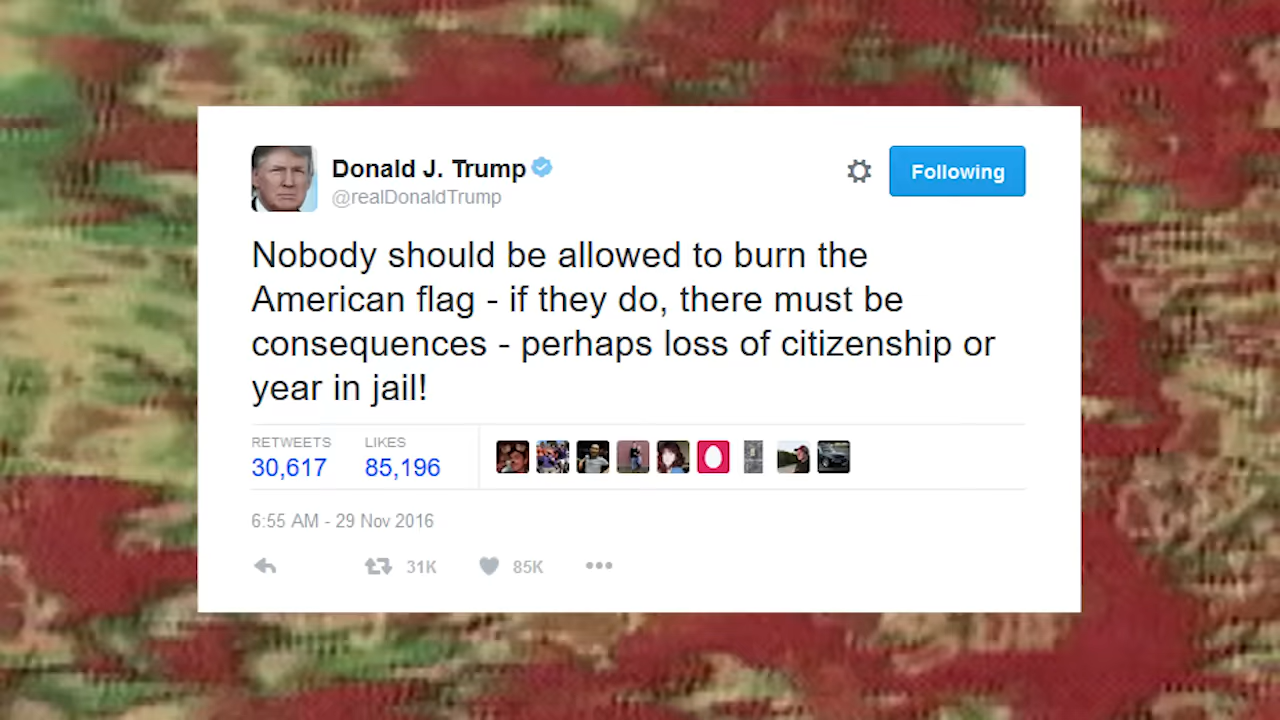 Donald J. Trump
@realDonaldTrump
Following
Nobody should be allowed to burn the
American flag - if they do, there must be
consequences - perhaps loss of citizenship or
year in jail!
RETWEETS LIKES
30,617 85,196
6:55 AM - 29 Nov 2016
31K 85K